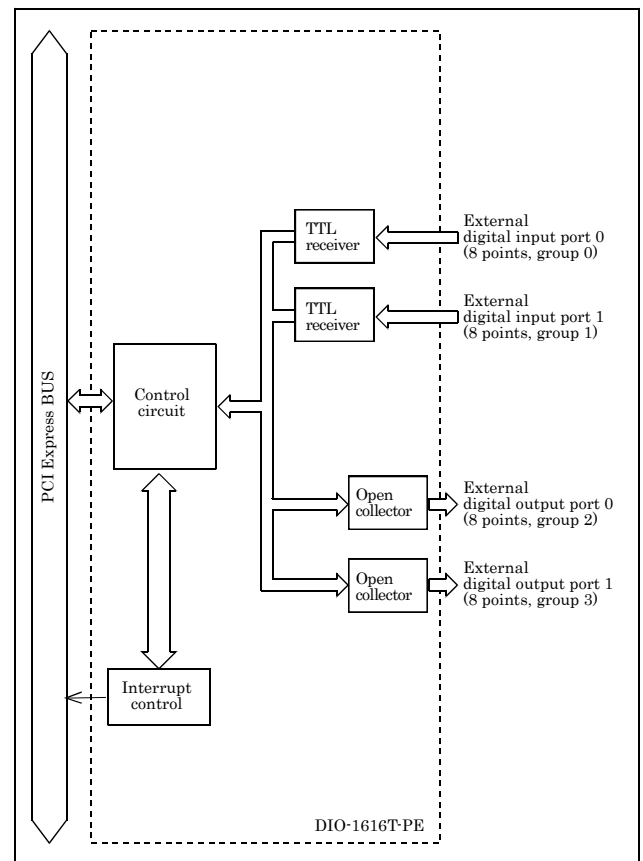 TTL
receiver
External
digital input port 0
(8 points, group 0)
TTL
receiver
External
digital input port 1
(8 points, group 1)
PCI Express BUS
Control
circuit
Open
collector
External
digital output port 0
(8 points, group 2)
Open
collector
External
digital output port 1
(8 points, group 3)
Interrupt
control
DIO-1616T-PE